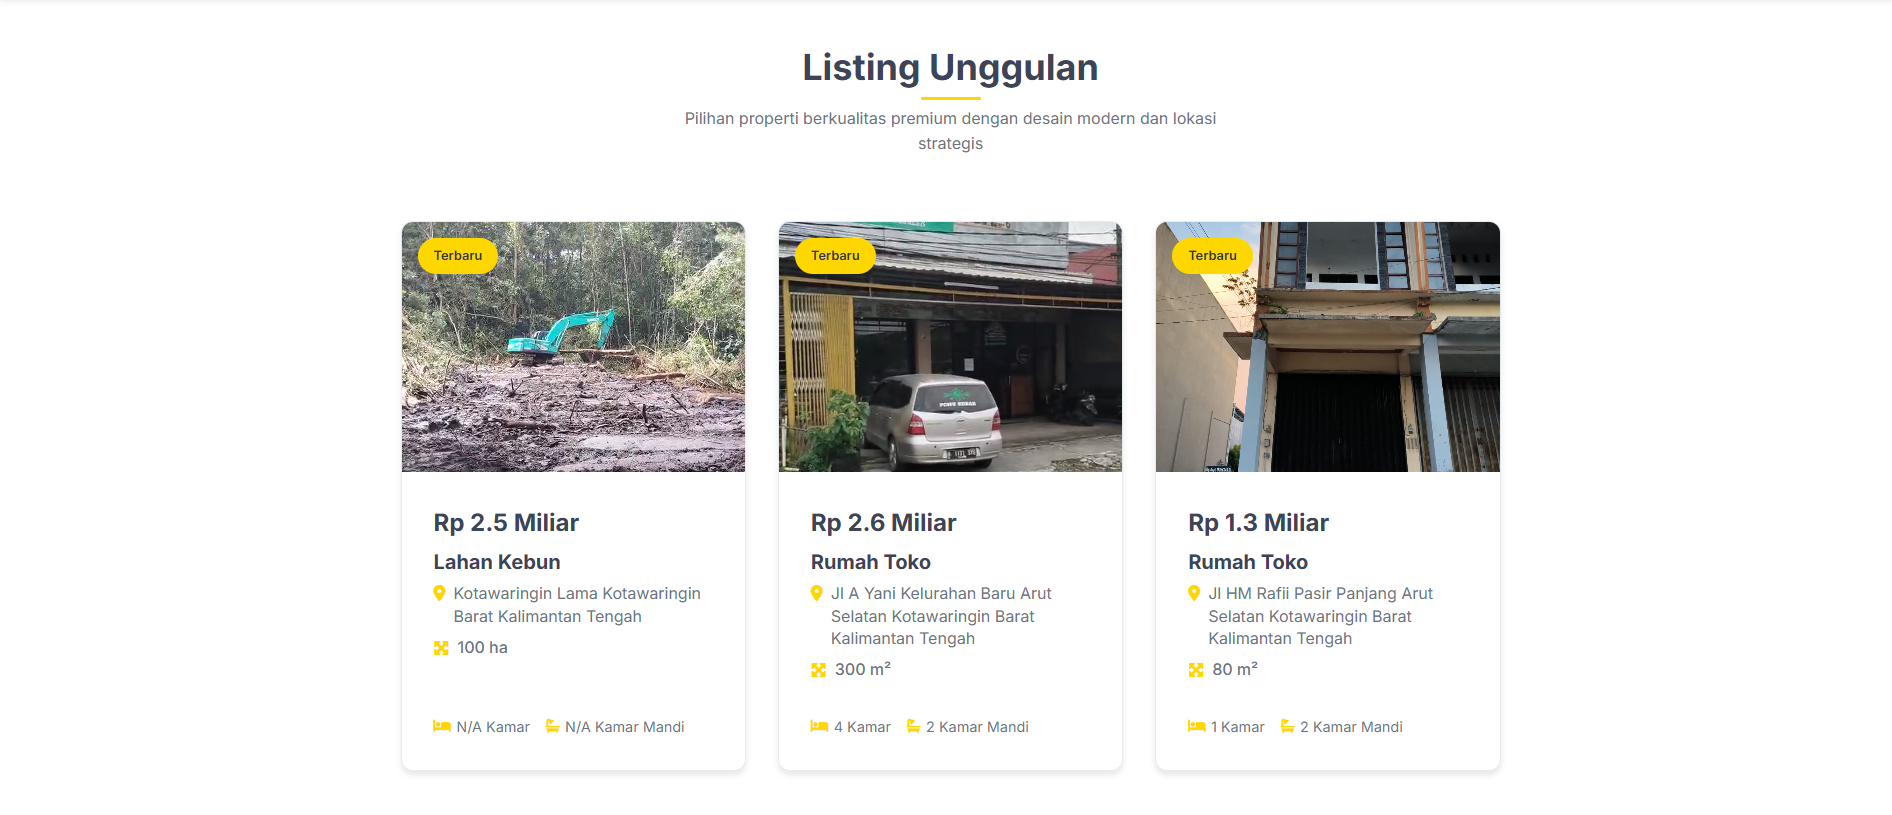 Listing Unggulan
Pilihan properti berkualitas premium dengan desain modern dan lokasi
strategis
Terbaru
Rp 2.5 Miliar
Lahan Kebun
Kotawaringin Lama Kotawaringin
Barat Kalimantan Tengah
100 ha
N/A Kamar N/A Kamar Mandi
Terbaru
Rp 2.6 Miliar
Rumah Toko
Jl A Yani Kelurahan Baru Arut
Selatan Kotawaringin Barat
Kalimantan Tengah
300 m²
4 Kamar 2 Kamar Mandi
Terbaru
Rp 1.3 Miliar
Rumah Toko
Jl HM Rafii Pasir Panjang Arut
Selatan Kotawaringin Barat
Kalimantan Tengah
80 m²
1 Kamar 2 Kamar Mandi